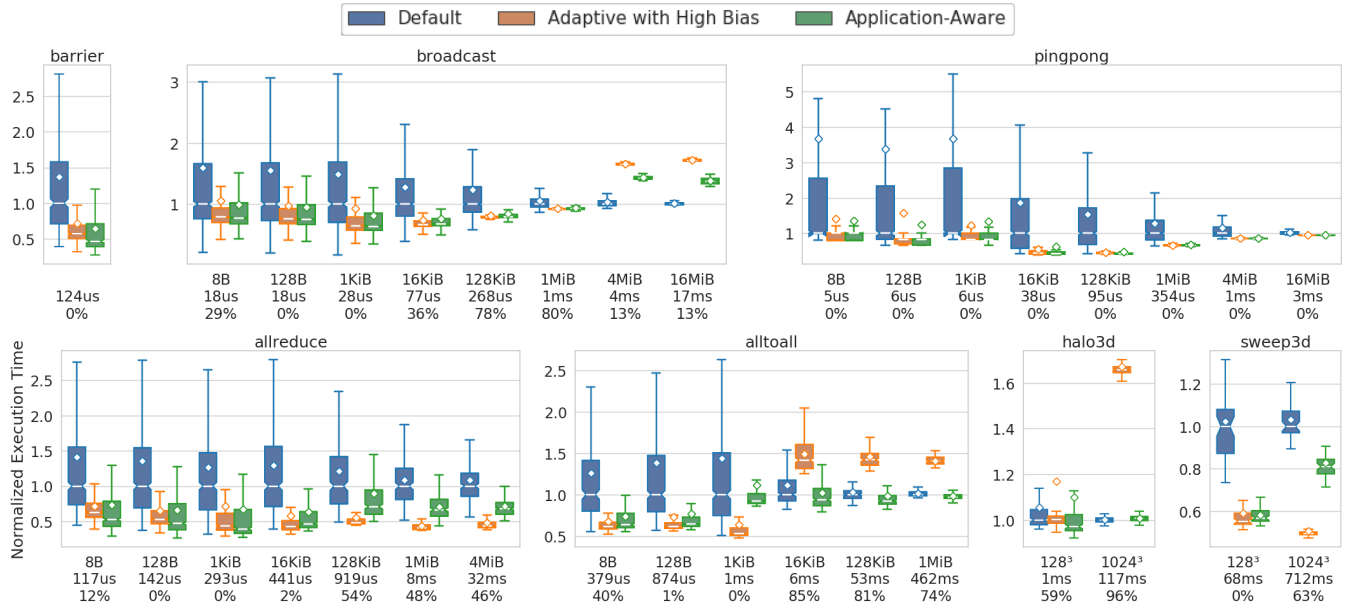 Default Adaptive with High Bias Application-Aware
barrier broadcast pingpong
2.5
2.0
1.5
1.0
0.5
124us
0%
3
2
1
8B 128B 1KiB 16KiB 128KiB 1MiB 4MiB 16MiB
18us 18us 28us 77us 268us 1ms 4ms 17ms
29% 0% 0% 36% 78% 80% 13% 13%
5
4
3
2
1
8B 128B 1KiB 16KiB 128KiB 1MiB 4MiB 16MiB
5us 6us 6us 38us 95us 354us 1ms 3ms
0% 0% 0% 0% 0% 0% 0% 0%
Normalized Execution Time
allreduce alltoall halo3d sweep3d
2.5
2.0
1.5
1.0
0.5
8B 128B 1KiB 16KiB 128KiB 1MiB 4MiB
117us 142us 293us 441us 919us 8ms 32ms
12% 0% 0% 2% 54% 48% 46%
2.5
2.0
1.5
1.0
0.5
8B 128B 1KiB 16KiB 128KiB 1MiB
379us 874us 1ms 6ms 53ms 462ms
40% 1% 0% 85% 81% 74%
1.6
1.4
1.2
1.0
128³ 1024³
1ms 117ms
59% 96%
1.2
1.0
0.8
0.6
128³ 1024³
68ms 712ms
0% 63%